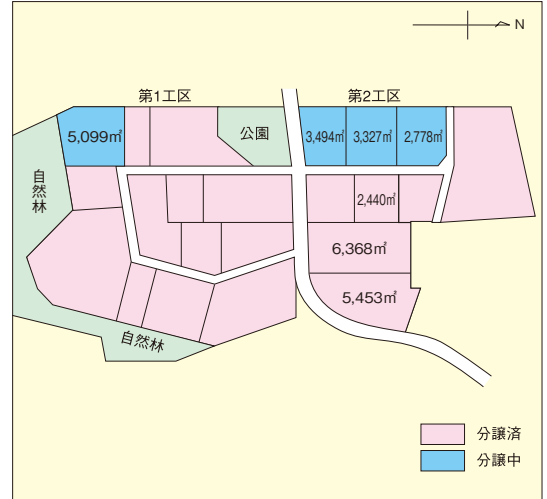 N
第1工区
第2工区
5,099㎡
公園
3,494㎡
3,327㎡
2,778㎡
自然林
2,440㎡
6,368㎡
5,453㎡
自然林
分譲済
分譲中